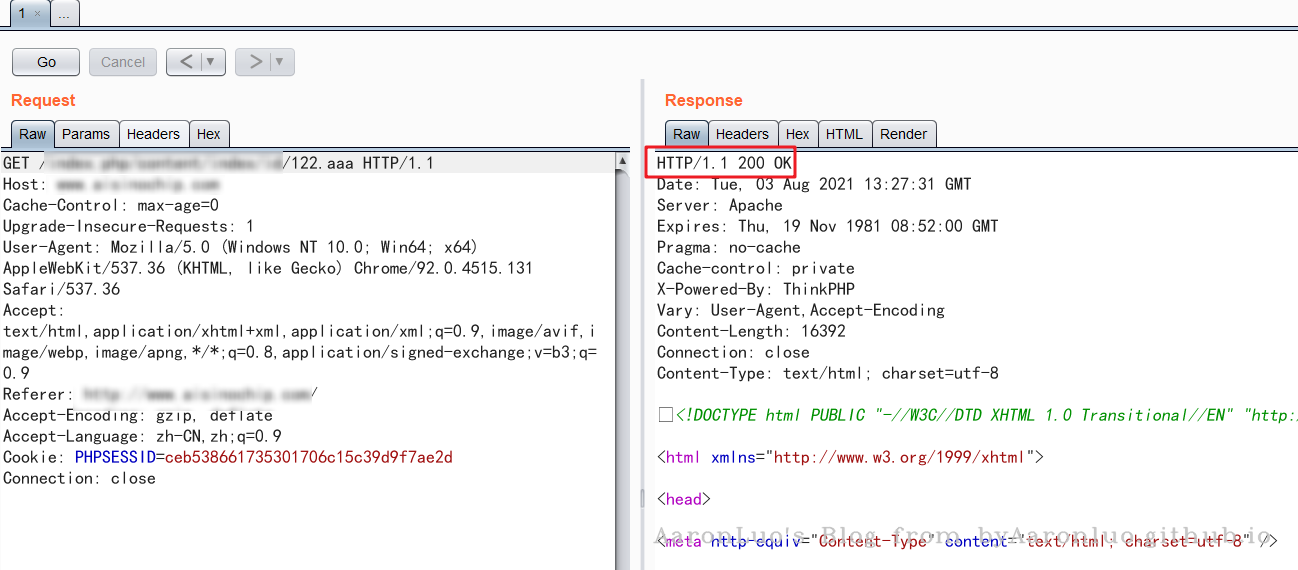 1 × ...
Go Cancel < ▼ > ▼
Request
Raw Params Headers Hex
GET / /122.aaa HTTP/1.1
Host:
Cache-Control: max-age=0
Upgrade-Insecure-Requests: 1
User-Agent: Mozilla/5.0 (Windows NT 10.0; Win64; x64)
AppleWebKit/537.36 (KHTML, like Gecko) Chrome/92.0.4515.131
Safari/537.36
Accept:
text/html,application/xhtml+xml,application/xml;q=0.9,image/avif,i
mage/webp,image/apng,*/*;q=0.8,application/signed-exchange;v=b3;q=
0.9
Referer: /
Accept-Encoding: gzip, deflate
Accept-Language: zh-CN,zh;q=0.9
Cookie: PHPSESSID=ceb538661735301706c15c39d9f7ae2d
Connection: close
Response
Raw Headers Hex HTML Render
HTTP/1.1 200 OK
Date: Tue, 03 Aug 2021 13:27:31 GMT
Server: Apache
Expires: Thu, 19 Nov 1981 08:52:00 GMT
Pragma: no-cache
Cache-control: private
X-Powered-By: ThinkPHP
Vary: User-Agent,Accept-Encoding
Content-Length: 16392
Connection: close
Content-Type: text/html; charset=utf-8
<!DOCTYPE html PUBLIC "-//W3C//DTD XHTML 1.0 Transitional//EN" "http:
<html xmlns="http://www.w3.org/1999/xhtml">
<head>
<meta http-equiv="Content-Type" content="text/html; charset=utf-8" />
AaronLuo's Blog from byAaronluo.github.io